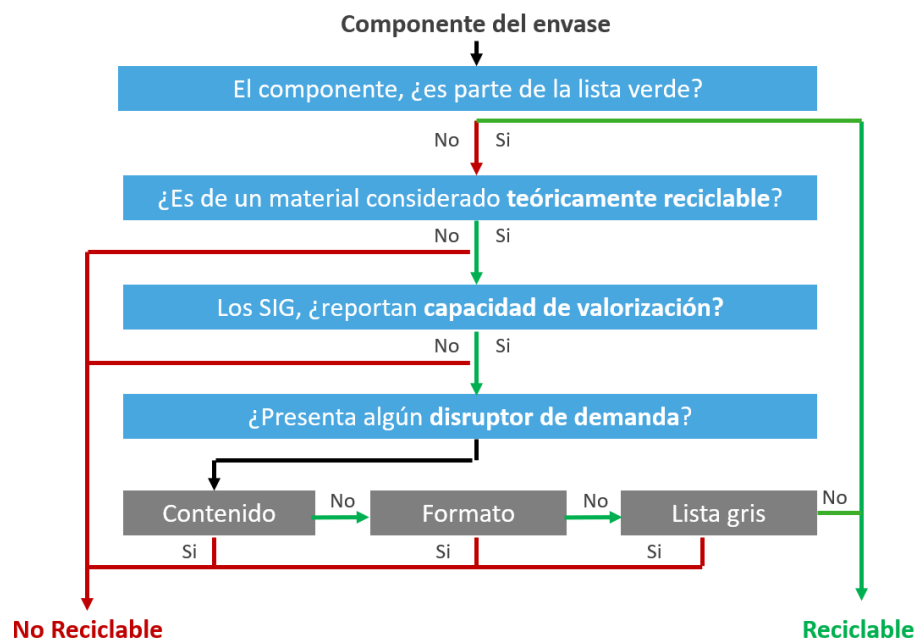 Componente del envase
El componente, ¿es parte de la lista verde?
No Si
¿Es de un material considerado teóricamente reciclable?
No Si
Los SIG, ¿reportan capacidad de valorización?
No Si
¿Presenta algún disruptor de demanda?
Contenido No Formato No Lista gris No
Si Si Si
No Reciclable Reciclable